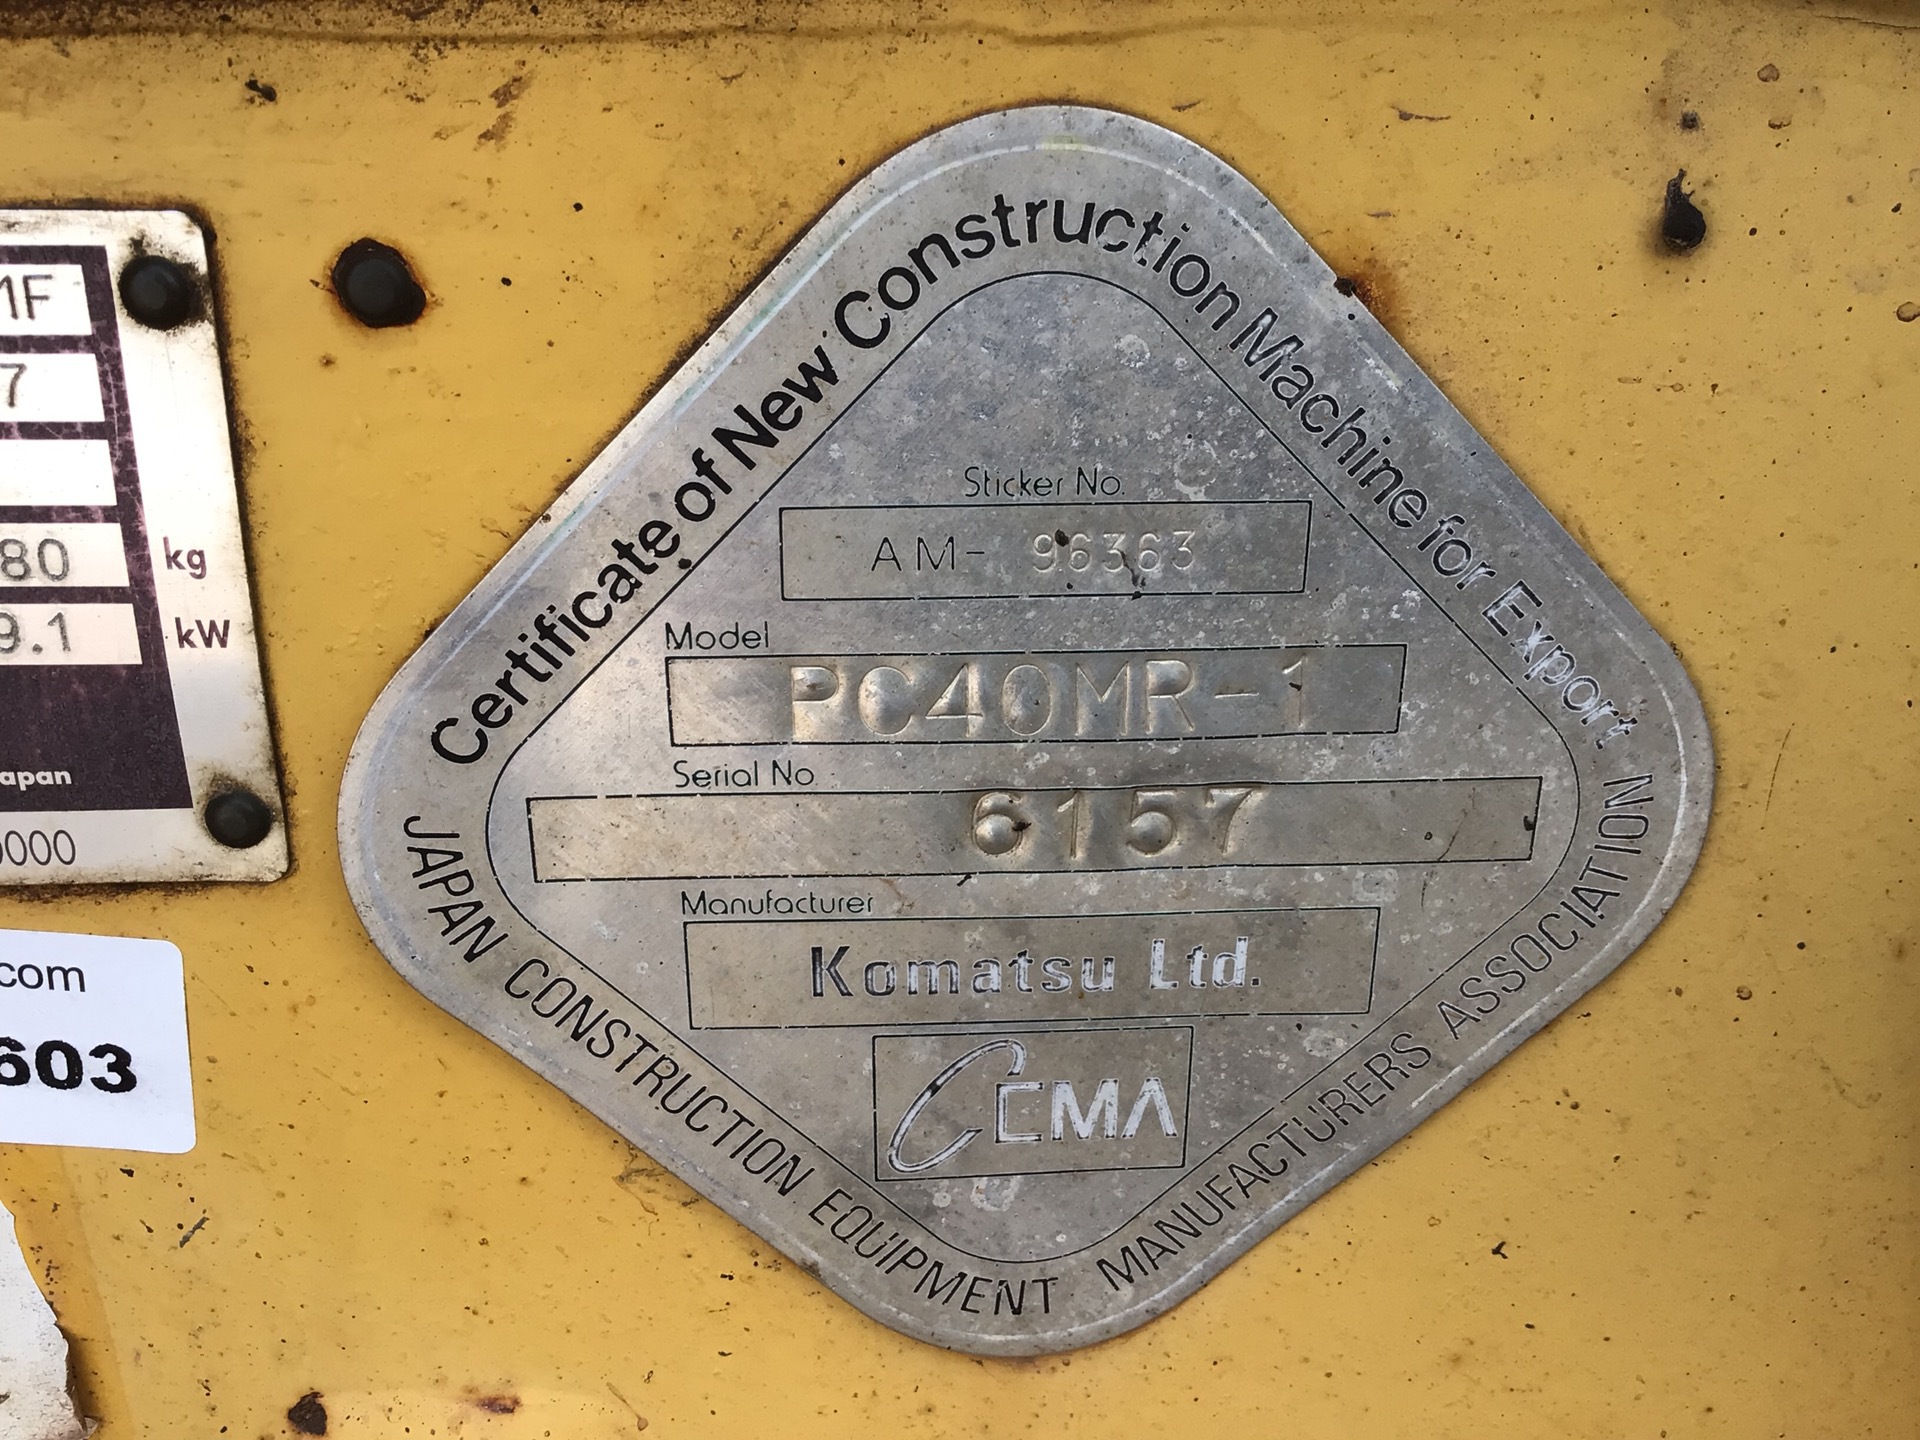 Certificate of New Construction Machine for Export
Sticker No.
AM- 96363
Model
PC40MR-1
Serial No
6157
Manufacturer
Komatsu Ltd.
CEMA
JAPAN CONSTRUCTION EQUIPMENT MANUFACTURERS ASSOCIATION
7
80 kg
9.1 kW
apan
0000
com
603